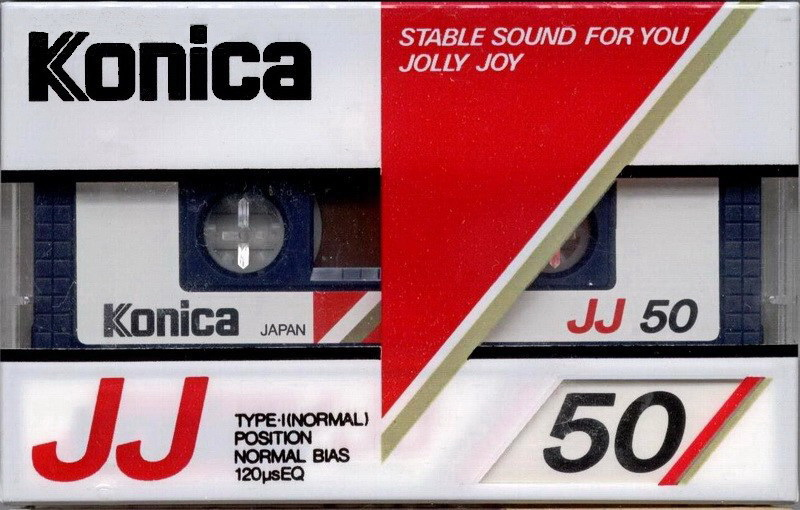 Konica
STABLE SOUND FOR YOU
JOLLY JOY
Konica
JAPAN
JJ 50
JJ
TYPE·I(NORMAL)
POSITION
NORMAL BIAS
120µsEQ
50